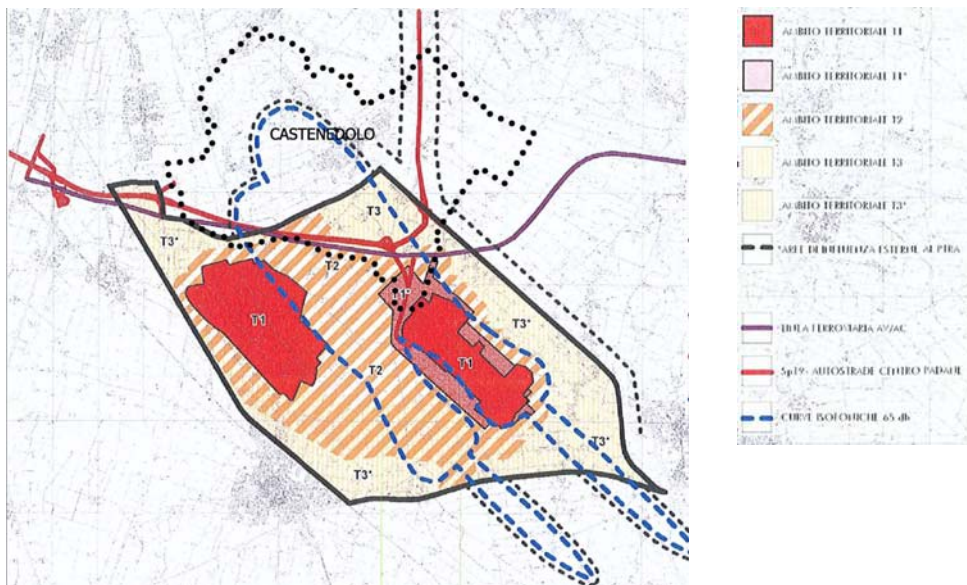 CASTENEDOLO
T3
T3*
T2
T1*
T1
T3*
T1
T2
T3*
T3*
AMBITO TERRITORIALE T1
AMBITO TERRITORIALE T1*
AMBITO TERRITORIALE T2
AMBITO TERRITORIALE T3
AMBITO TERRITORIALE T3*
AREE DI INFLUENZA ESTERNE AL PTRA
LINEA FERROVIARIA AV/AC
Sp19- AUTOSTRADE CENTRO PADANE
CURVE ISOFONICHE 65 db